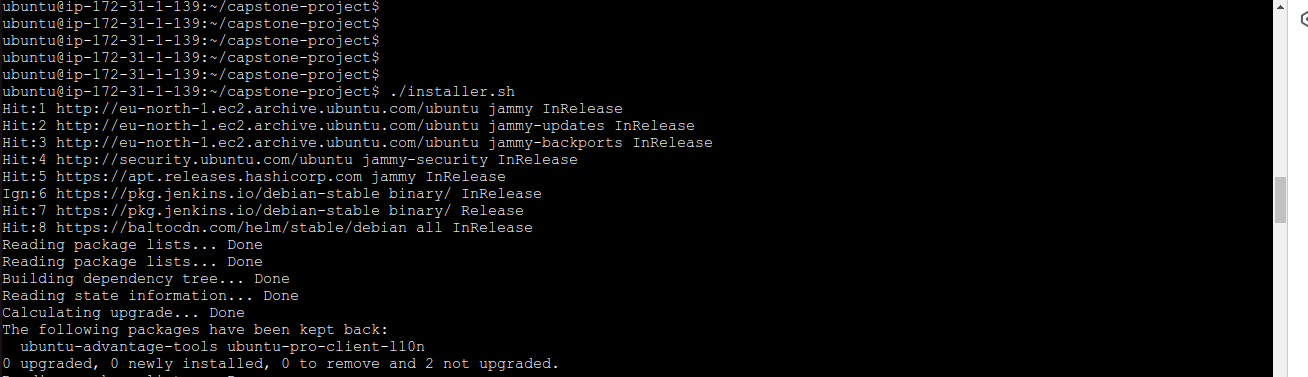 ubuntu@ip-172-31-1-139:~/capstone-project$
ubuntu@ip-172-31-1-139:~/capstone-project$
ubuntu@ip-172-31-1-139:~/capstone-project$
ubuntu@ip-172-31-1-139:~/capstone-project$
ubuntu@ip-172-31-1-139:~/capstone-project$
ubuntu@ip-172-31-1-139:~/capstone-project$ ./installer.sh
Hit:1 http://eu-north-1.ec2.archive.ubuntu.com/ubuntu jammy InRelease
Hit:2 http://eu-north-1.ec2.archive.ubuntu.com/ubuntu jammy-updates InRelease
Hit:3 http://eu-north-1.ec2.archive.ubuntu.com/ubuntu jammy-backports InRelease
Hit:4 http://security.ubuntu.com/ubuntu jammy-security InRelease
Hit:5 https://apt.releases.hashicorp.com jammy InRelease
Ign:6 https://pkg.jenkins.io/debian-stable binary/ InRelease
Hit:7 https://pkg.jenkins.io/debian-stable binary/ Release
Hit:8 https://baltocdn.com/helm/stable/debian all InRelease
Reading package lists... Done
Reading package lists... Done
Building dependency tree... Done
Reading state information... Done
Calculating upgrade... Done
The following packages have been kept back:
  ubuntu-advantage-tools ubuntu-pro-client-l10n
0 upgraded, 0 newly installed, 0 to remove and 2 not upgraded.